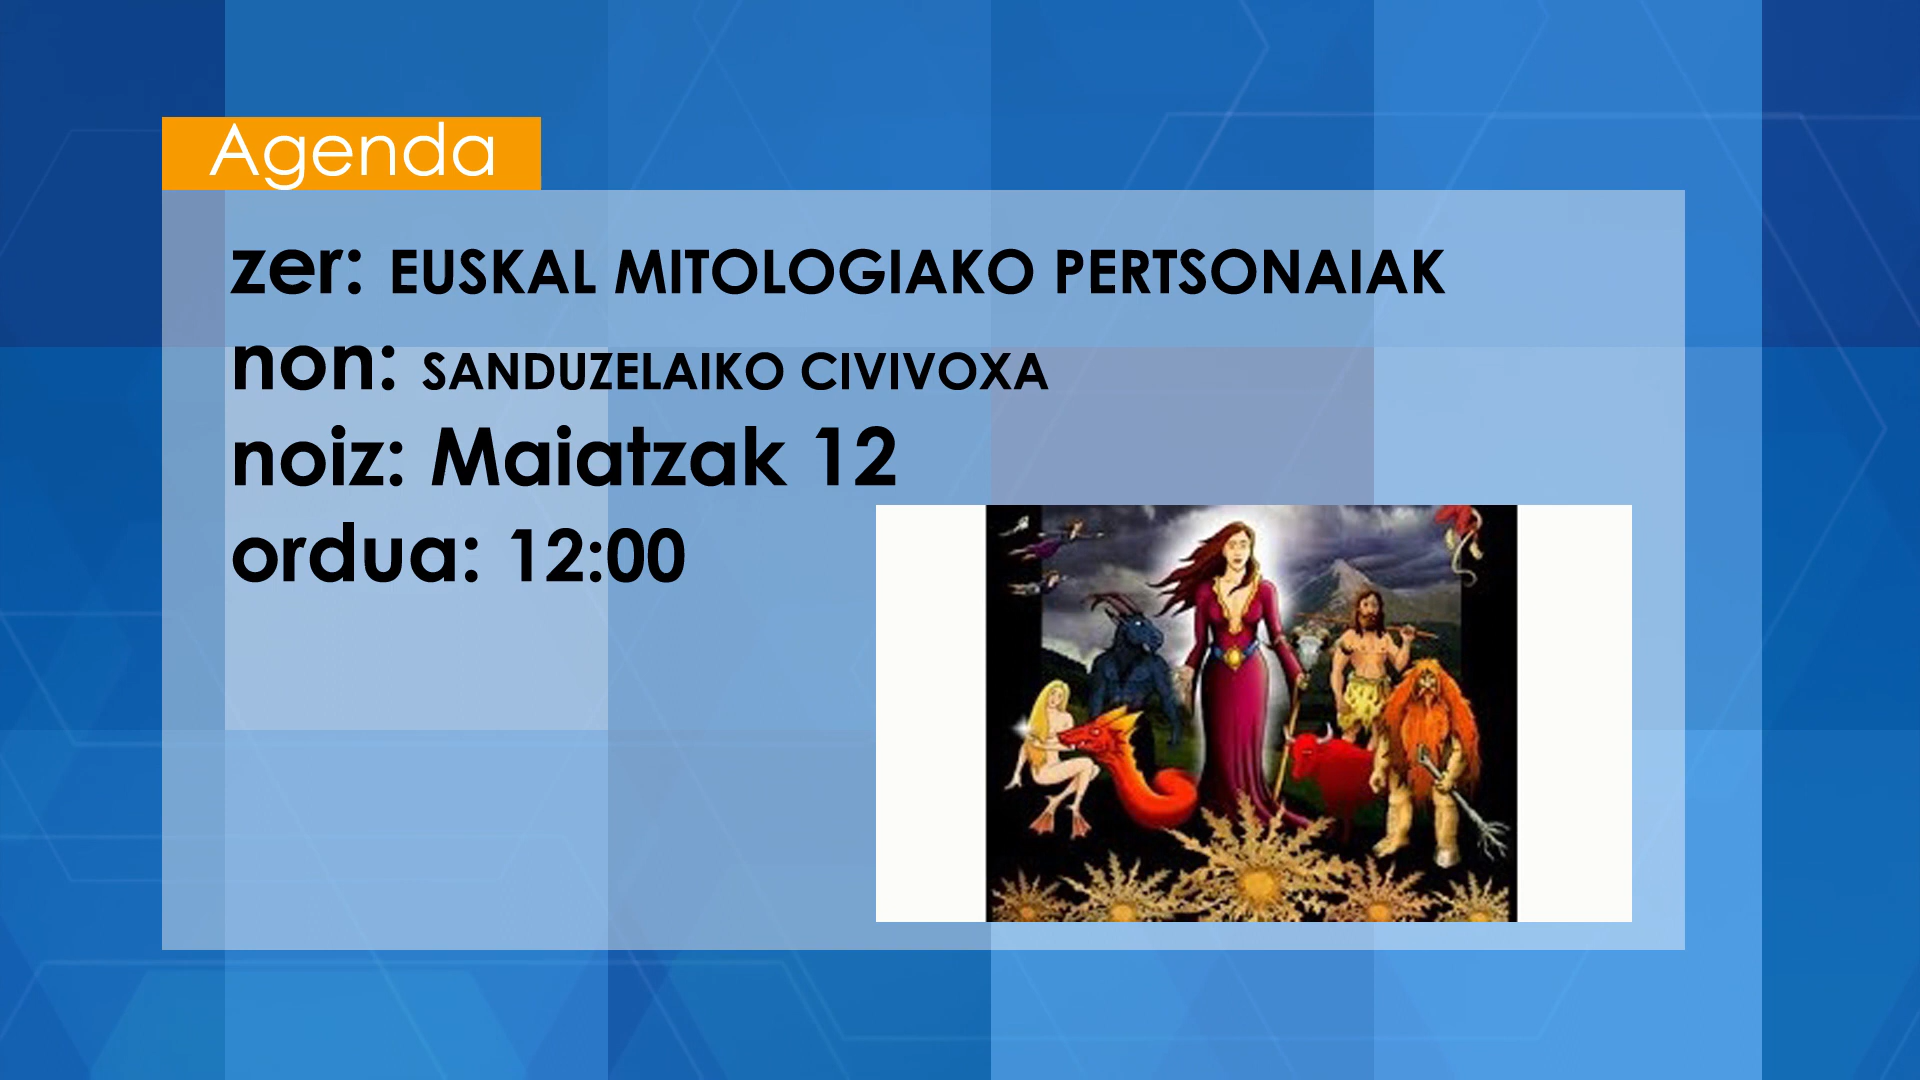 Agenda
zer: EUSKAL MITOLOGIAKO PERTSONAIAK
non: SANDUZELAIKO CIVIVOXA
noiz: Maiatzak 12
ordua: 12:00